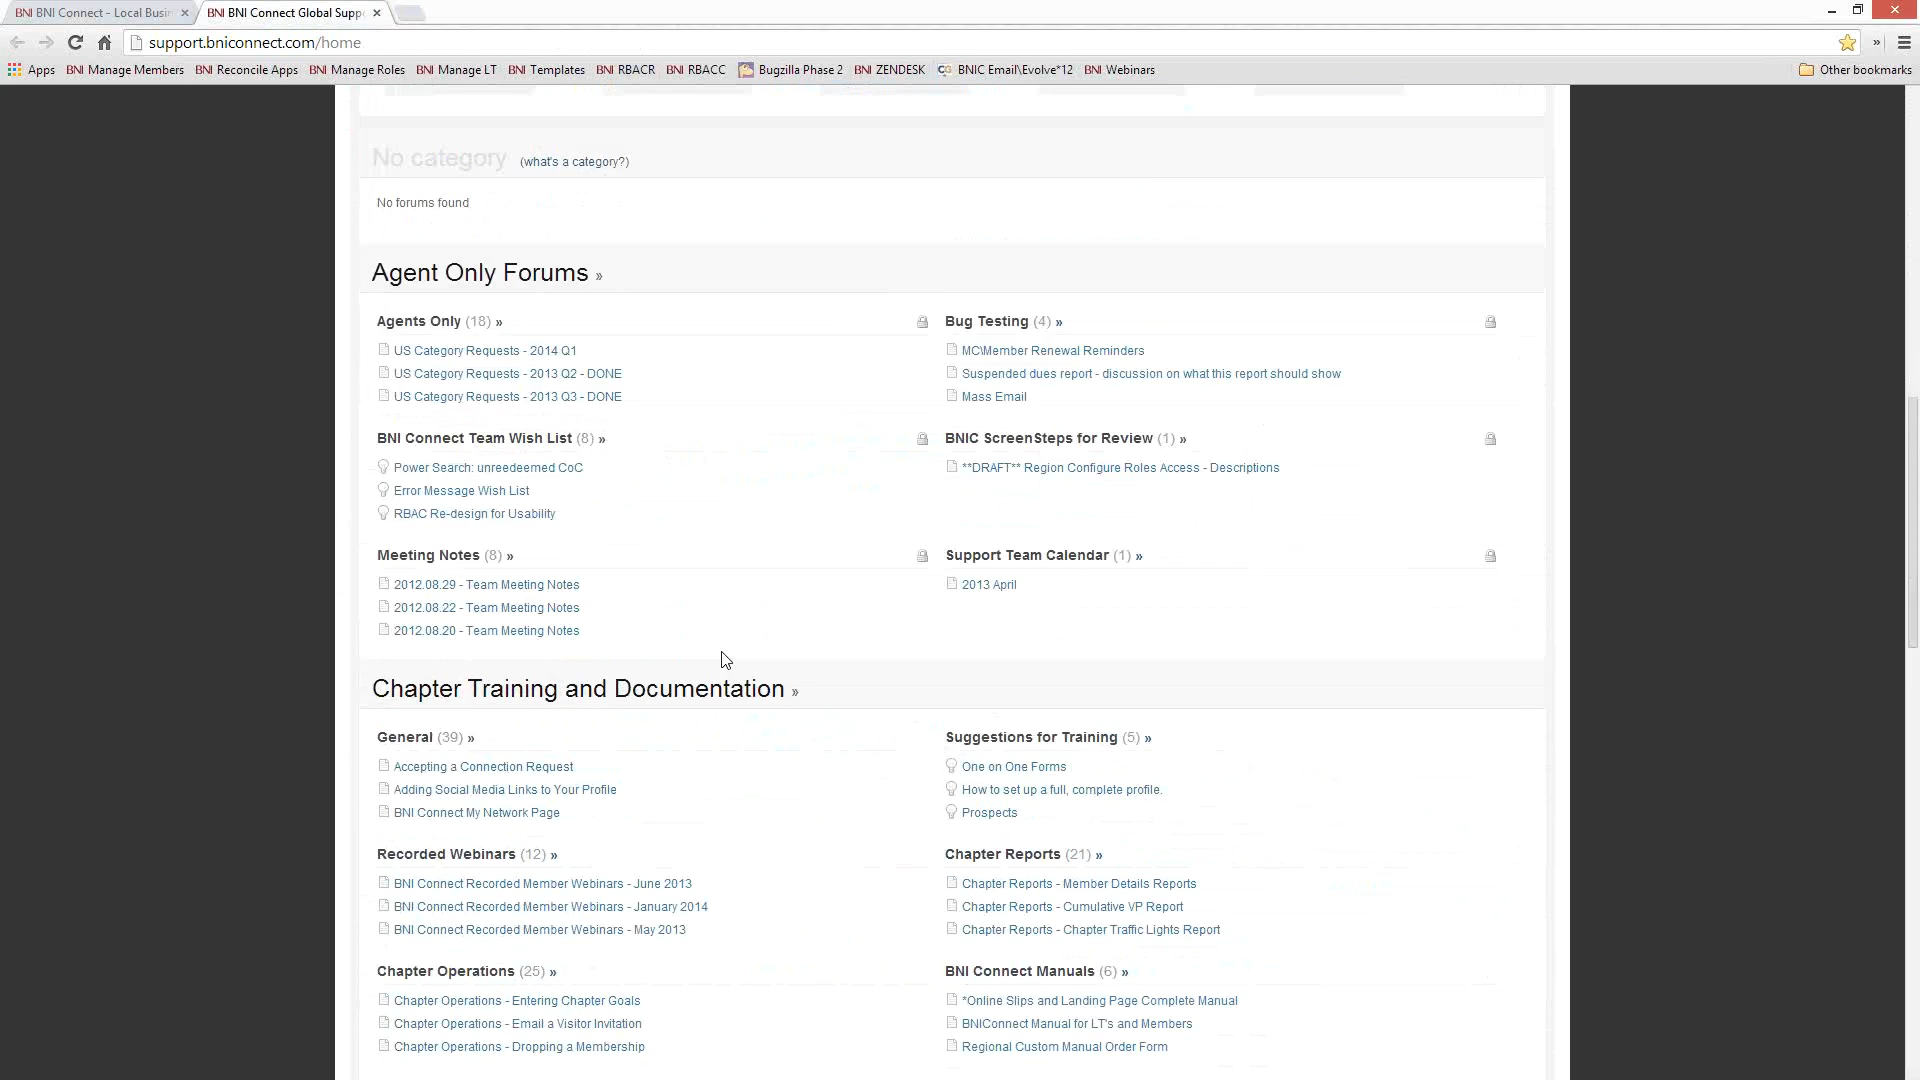 BNI BNI Connect - Local Busin
BNI BNI Connect Global Suppo
support.bniconnect.com/home
Apps BNI Manage Members BNI Reconcile Apps BNI Manage Roles BNI Manage LT BNI Templates BNI RBACR BNI RBACC Bugzilla Phase 2 BNI ZENDESK CG BNIC Email\Evolve*12 BNI Webinars Other bookmarks
No category (what's a category?)
No forums found
Agent Only Forums »
Agents Only (18) »
US Category Requests - 2014 Q1
US Category Requests - 2013 Q2 - DONE
US Category Requests - 2013 Q3 - DONE
Bug Testing (4) »
MC\Member Renewal Reminders
Suspended dues report - discussion on what this report should show
Mass Email
BNI Connect Team Wish List (8) »
Power Search: unreedeemed CoC
Error Message Wish List
RBAC Re-design for Usability
BNIC ScreenSteps for Review (1) »
**DRAFT** Region Configure Roles Access - Descriptions
Meeting Notes (8) »
2012.08.29 - Team Meeting Notes
2012.08.22 - Team Meeting Notes
2012.08.20 - Team Meeting Notes
Support Team Calendar (1) »
2013 April
Chapter Training and Documentation »
General (39) »
Accepting a Connection Request
Adding Social Media Links to Your Profile
BNI Connect My Network Page
Suggestions for Training (5) »
One on One Forms
How to set up a full, complete profile.
Prospects
Recorded Webinars (12) »
BNI Connect Recorded Member Webinars - June 2013
BNI Connect Recorded Member Webinars - January 2014
BNI Connect Recorded Member Webinars - May 2013
Chapter Reports (21) »
Chapter Reports - Member Details Reports
Chapter Reports - Cumulative VP Report
Chapter Reports - Chapter Traffic Lights Report
Chapter Operations (25) »
Chapter Operations - Entering Chapter Goals
Chapter Operations - Email a Visitor Invitation
Chapter Operations - Dropping a Membership
BNI Connect Manuals (6) »
*Online Slips and Landing Page Complete Manual
BNIConnect Manual for LT's and Members
Regional Custom Manual Order Form